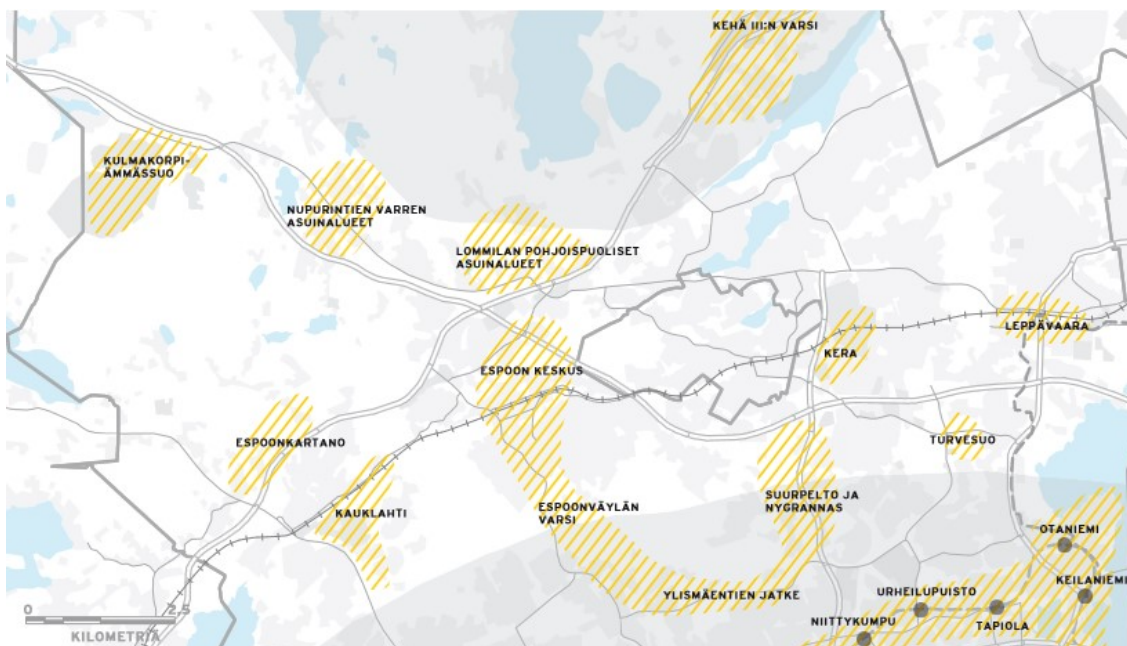 KEHÄ III:N VARSI
KULMAKORPI-
ÄMMÄSSUO
NUPURINTIEN VARREN
ASUINALUEET
LOMMILAN POHJOISPUOLISET
ASUINALUEET
LEPPÄVAARA
KERA
ESPOON KESKUS
ESPOONKARTANO
TURVESUO
KAUKLAHTI
ESPOONVÄYLÄN
VARSI
SUURPELTO JA
NYGRANNAS
OTANIEMI
KEILANIEMI
URHEILUPUISTO
YLISMÄENTIEN JATKE
NIITTYKUMPU
TAPIOLA
0 2,5
KILOMETRIÄ